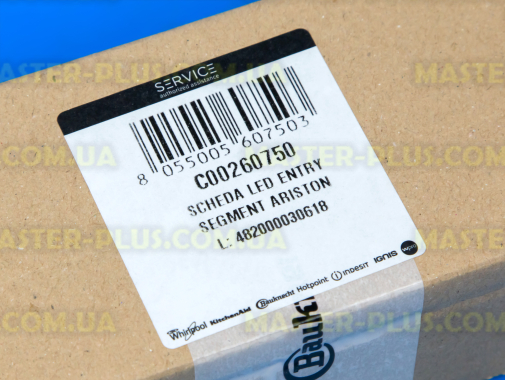 SERVICE
authorized assistance
8 055005 607503
C00260750
SCHEDA LED ENTRY
SEGMENT ARISTON
L: 482000030618
Whirlpool KitchenAid Bauknecht Hotpoint indesit IGNIS
Bauk
MASTER-PLUS.COM.UA